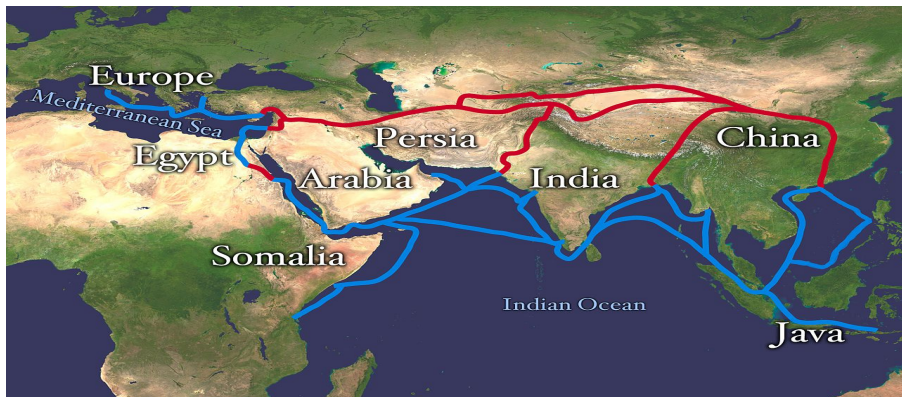 Europe
Mediterranean Sea
Egypt
Persia
China
Arabia
India
Somalia
Indian Ocean
Java